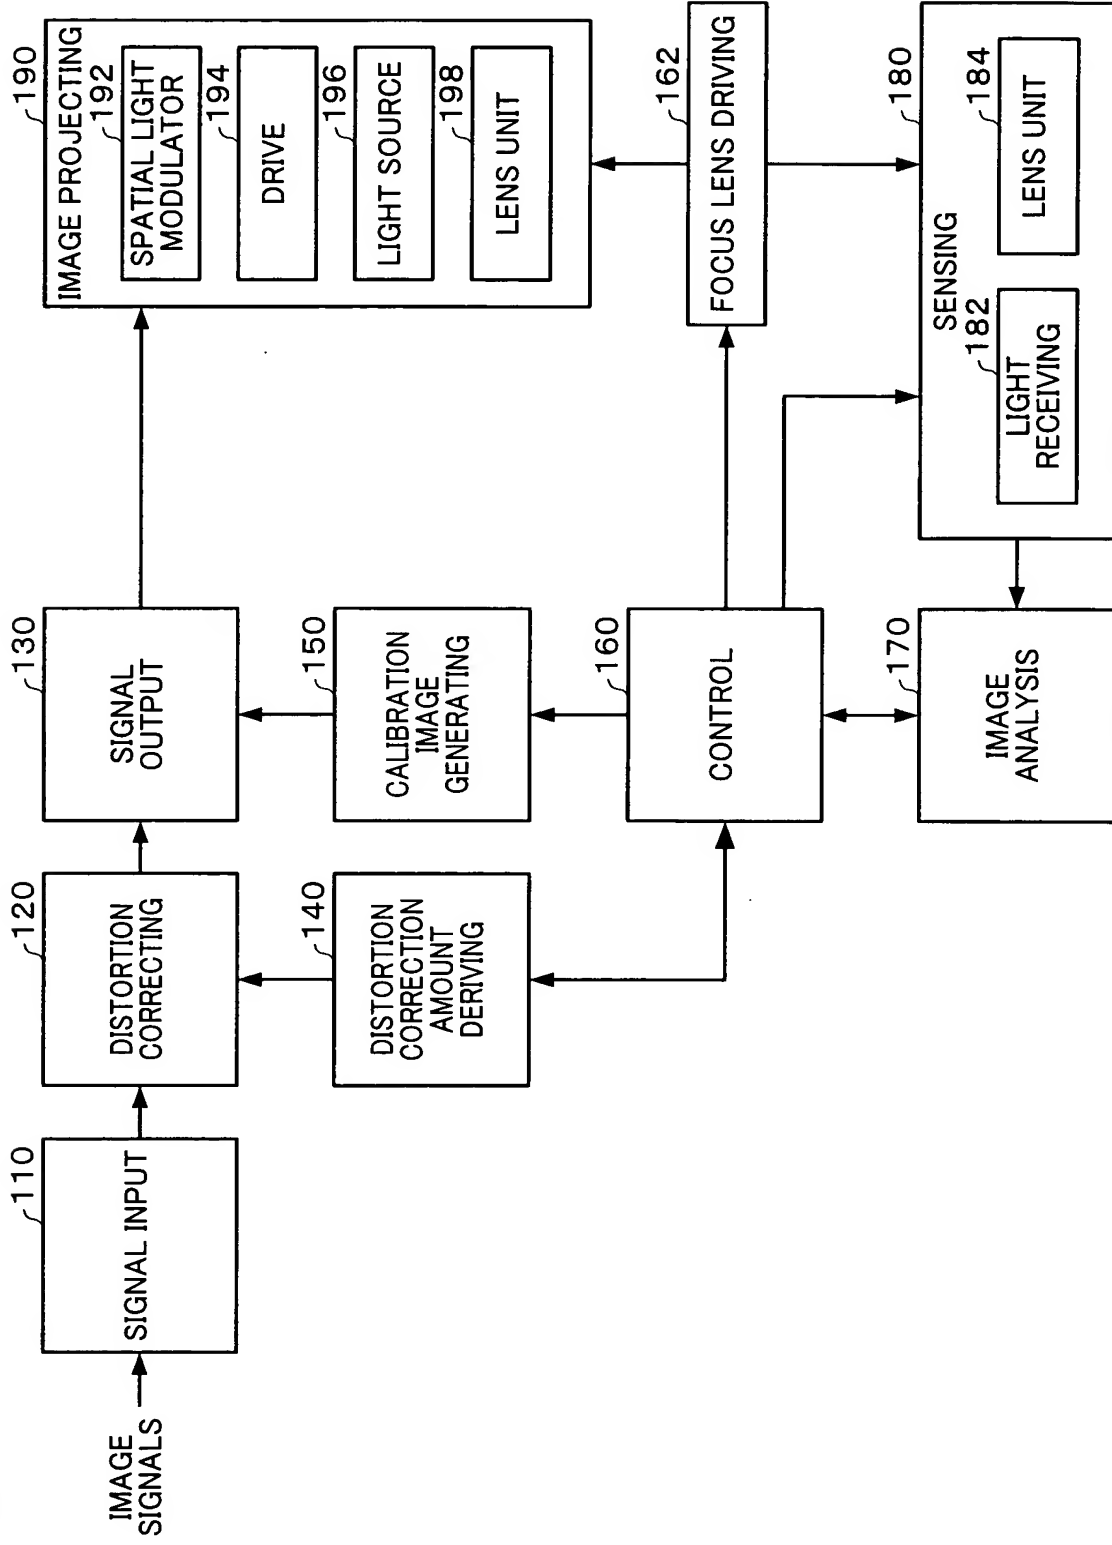 IMAGE
SIGNALS
110
SIGNAL INPUT
120
DISTORTION
CORRECTING
130
SIGNAL
OUTPUT
140
DISTORTION
CORRECTION
AMOUNT
DERIVING
150
CALIBRATION
IMAGE
GENERATING
160
CONTROL
170
IMAGE
ANALYSIS
190
IMAGE PROJECTING
192
SPATIAL LIGHT
MODULATOR
194
DRIVE
196
LIGHT SOURCE
198
LENS UNIT
162
FOCUS LENS DRIVING
180
SENSING
182
LIGHT
RECEIVING
184
LENS UNIT